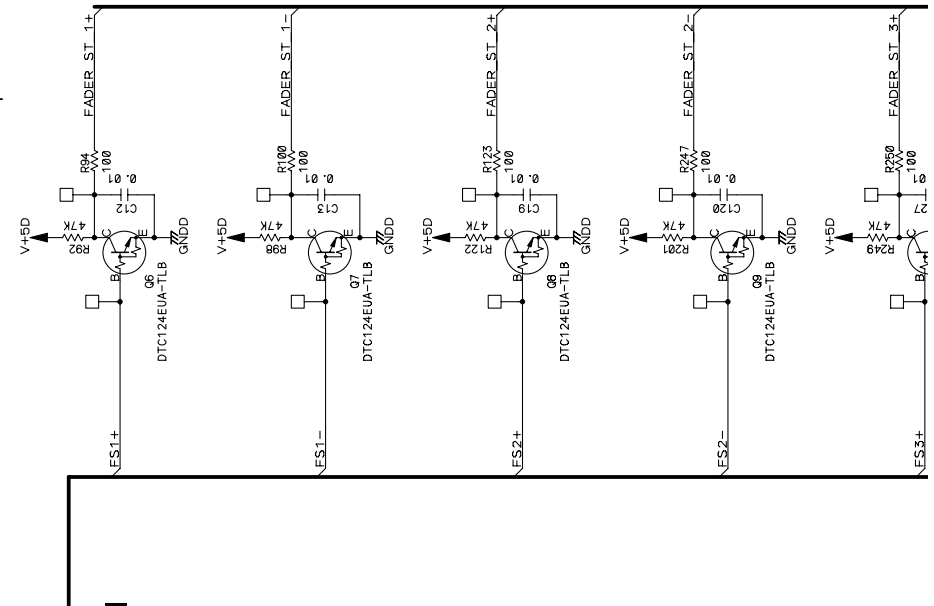 FADER ST 1+
FADER ST 1-
FADER ST 2+
FADER ST 2-
FADER ST 3+
R94
100
R100
100
R123
100
R247
100
R250
100
0.01
C12
0.01
C13
0.01
C19
0.01
C120
V+5D
47K
R92
C
E
B
GNDD
V+5D
47K
R98
C
E
B
GNDD
V+5D
47K
R122
C
E
B
GNDD
V+5D
47K
R201
C
E
B
GNDD
V+5D
47K
R249
C
B
Q6
DTC124EUA-TLB
Q7
DTC124EUA-TLB
Q8
DTC124EUA-TLB
Q9
DTC124EUA-TLB
FS1+
FS1-
FS2+
FS2-
FS3+